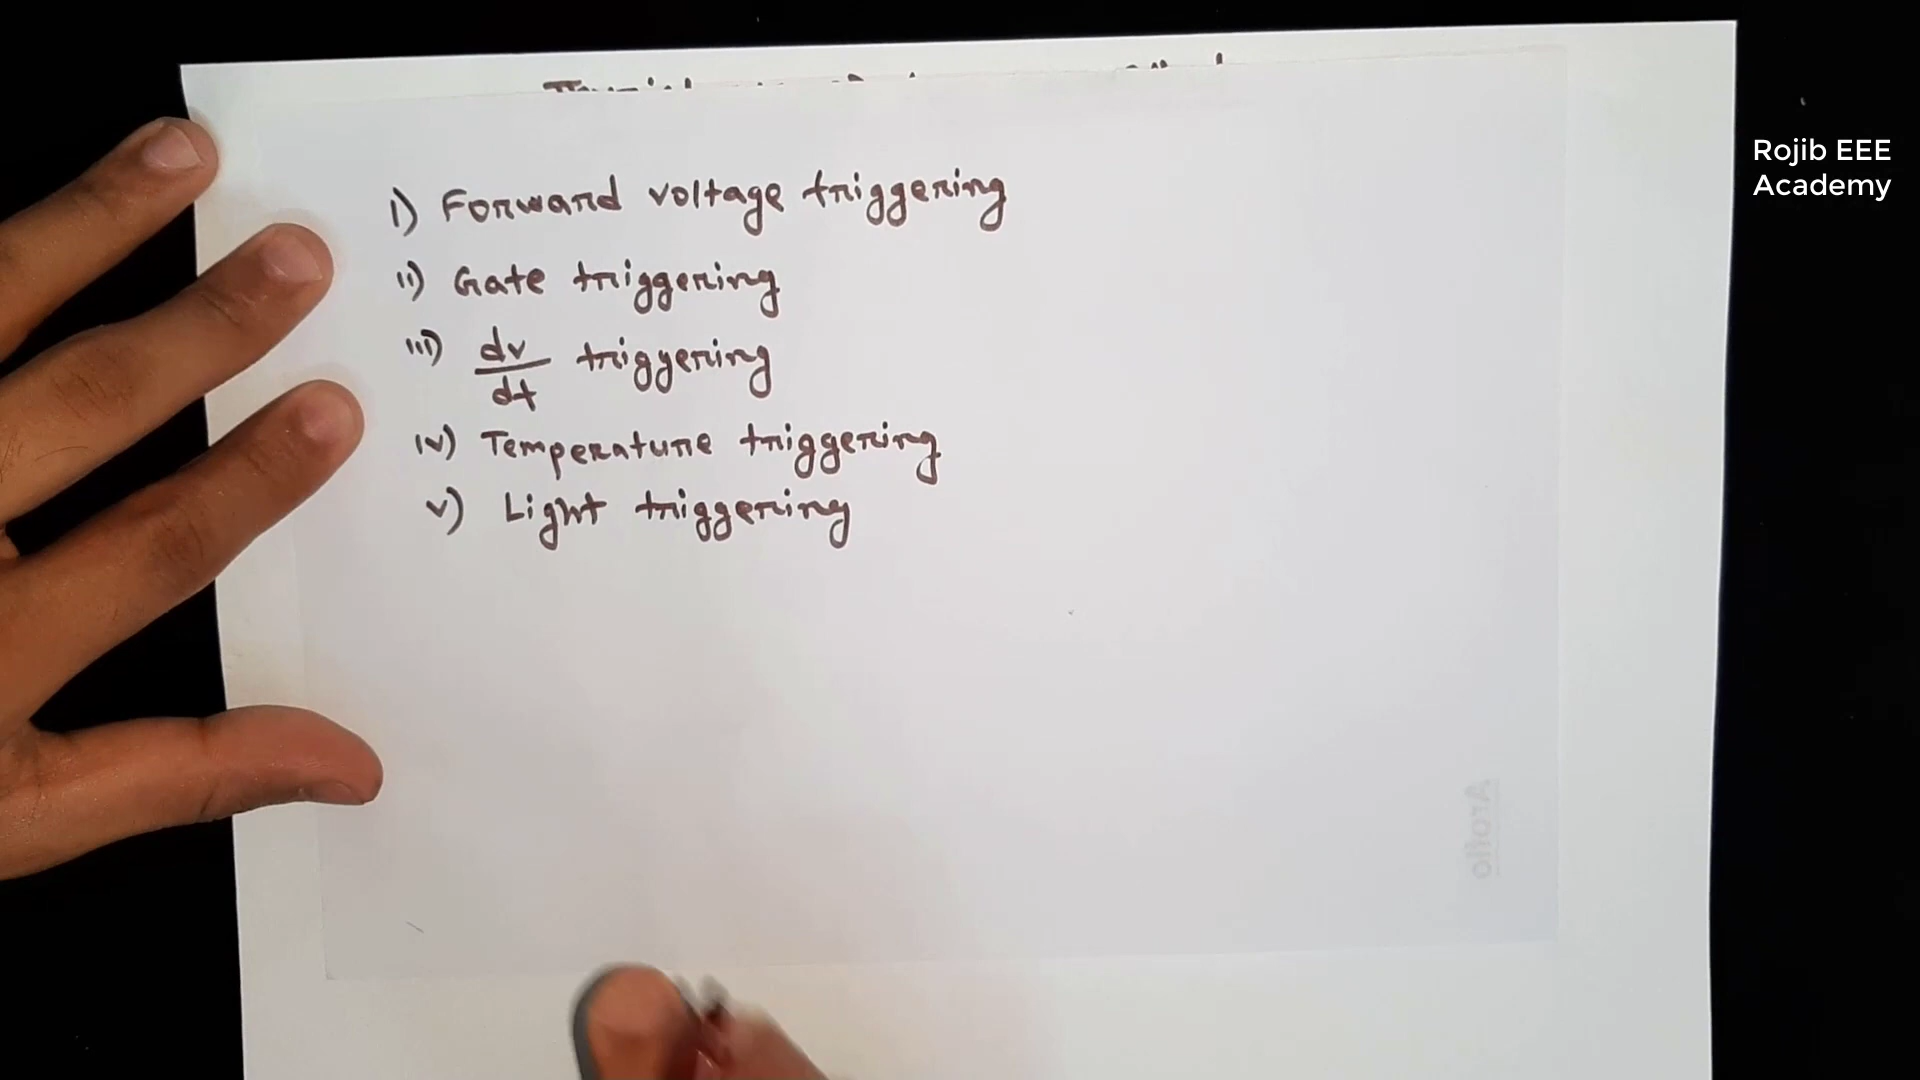 i) Forward voltage triggering
ii) Gate triggering
iii) dv/dt triggering
iv) Temperature triggering
v) Light triggering
Rojib EEE
Academy